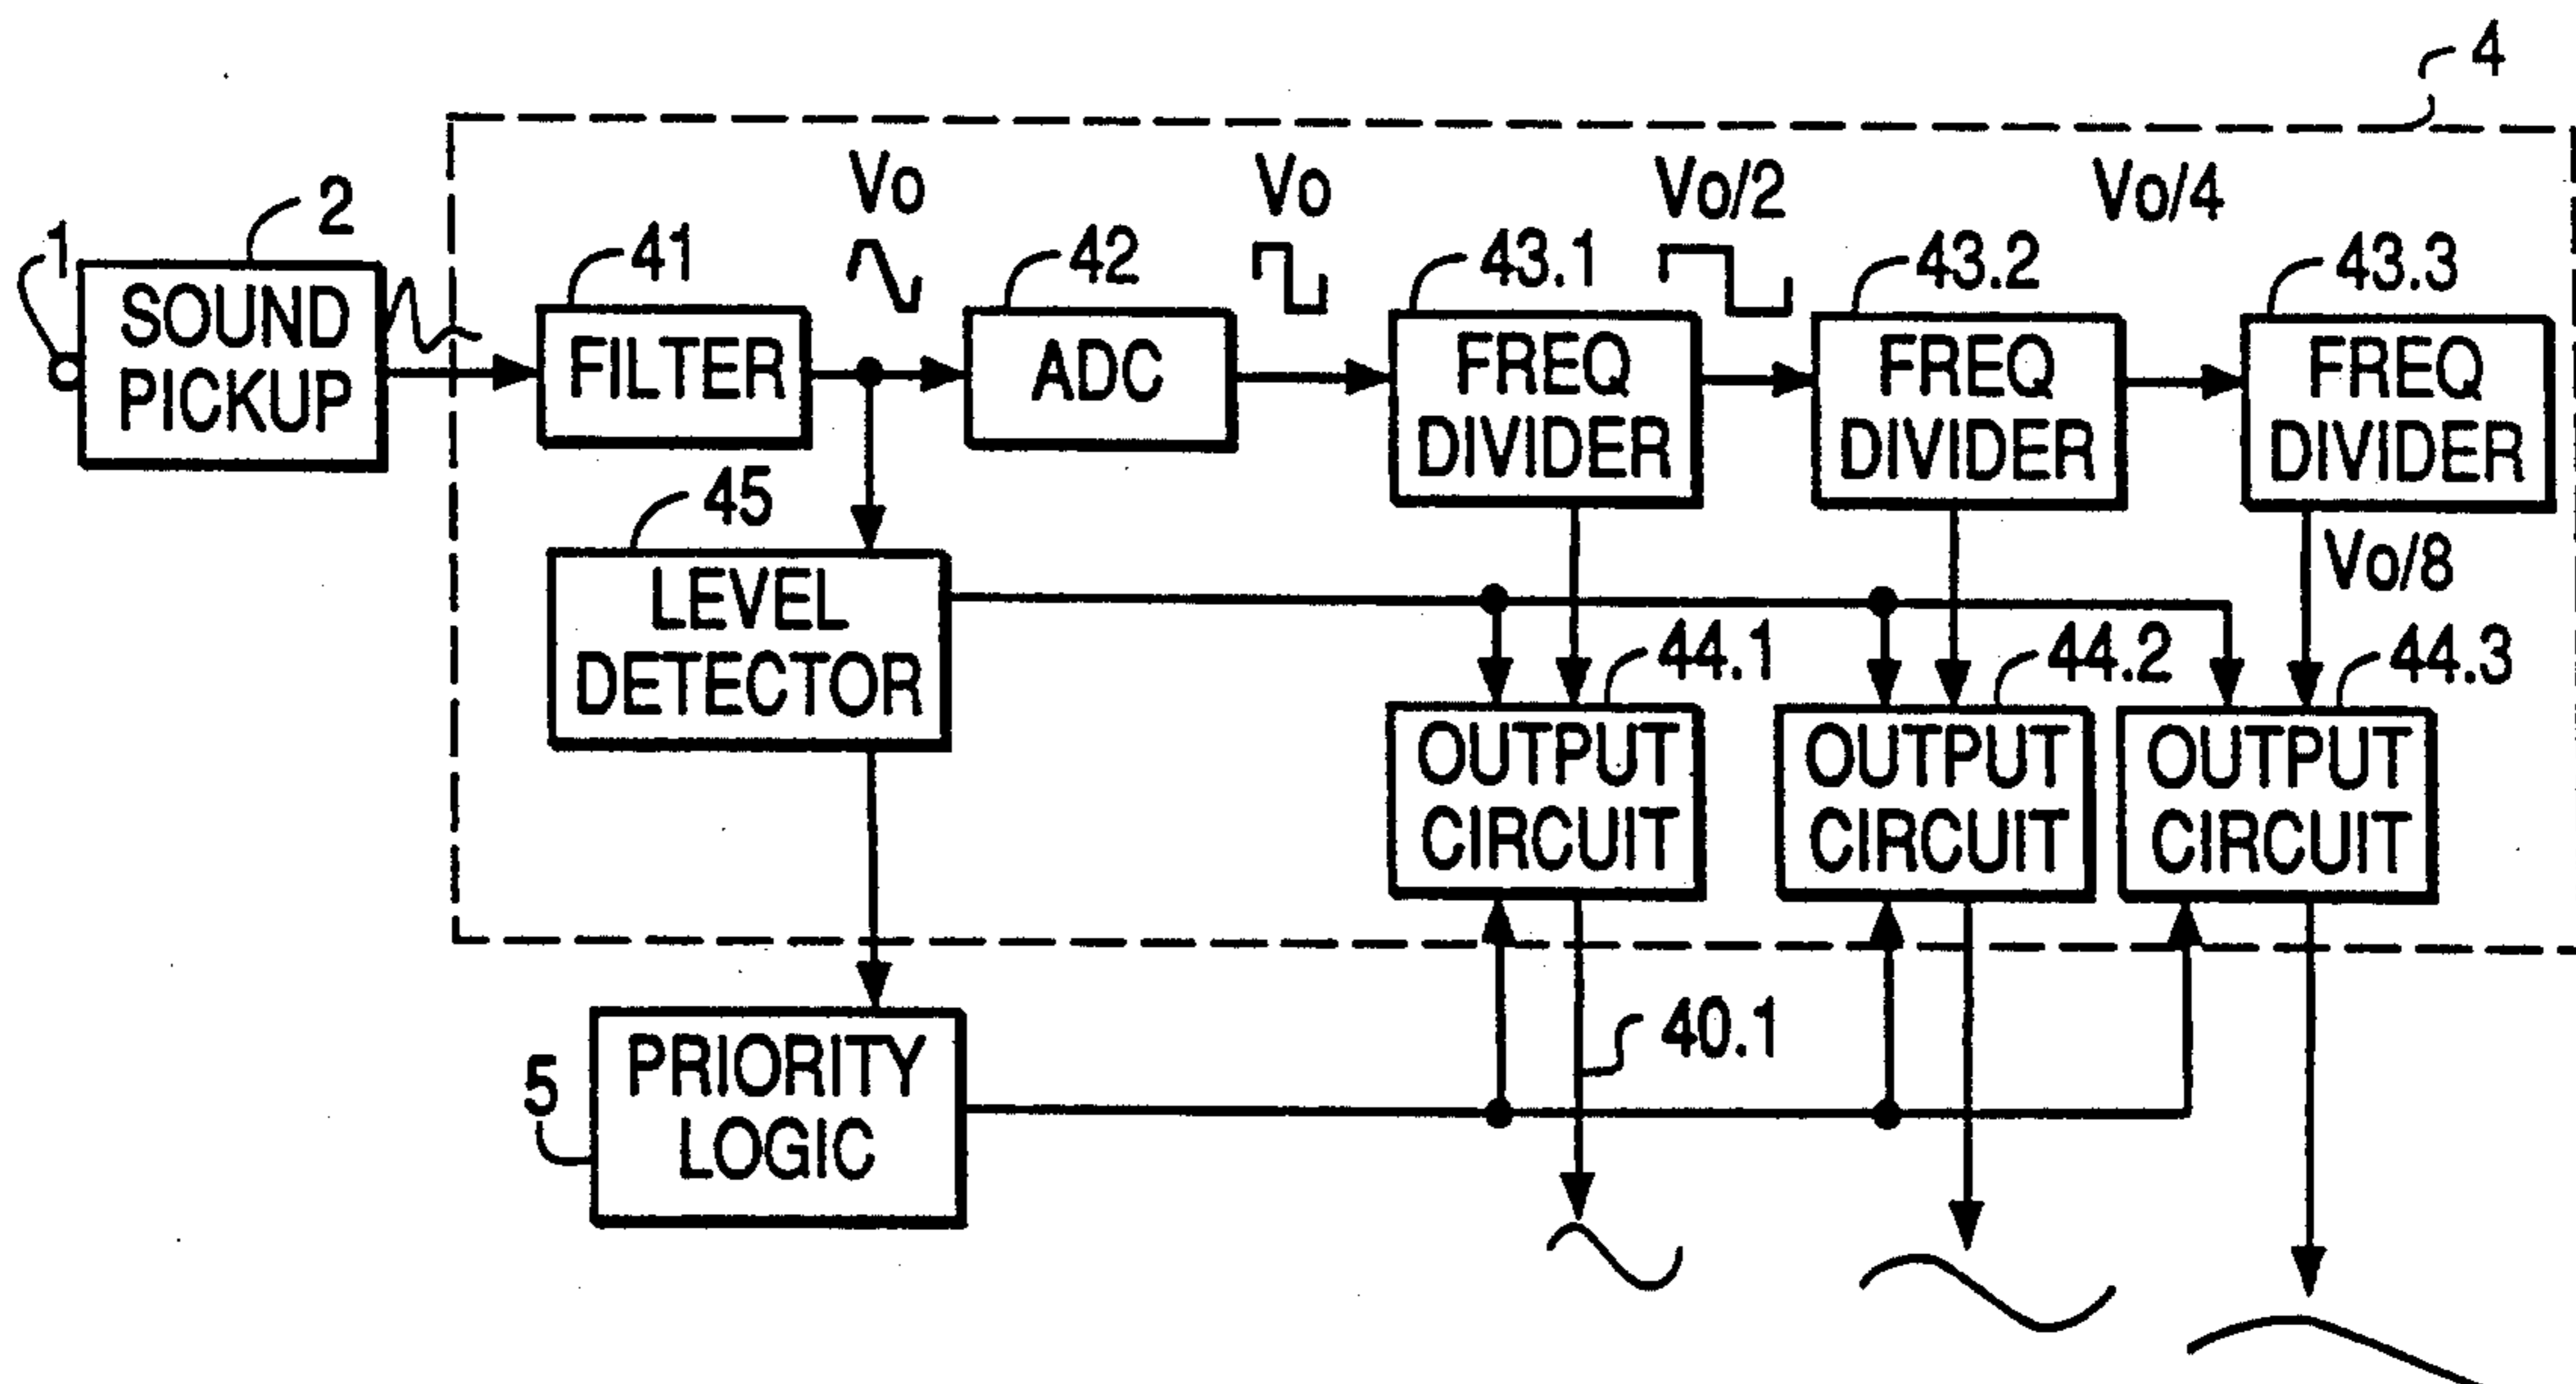 4
Vo
Vo
Vo/2
Vo/4
1
2
41
42
43.1
43.2
43.3
SOUND
PICKUP
FILTER
ADC
FREQ
DIVIDER
FREQ
DIVIDER
FREQ
DIVIDER
45
LEVEL
DETECTOR
Vo/8
44.1
44.2
44.3
OUTPUT
CIRCUIT
OUTPUT
CIRCUIT
OUTPUT
CIRCUIT
5
PRIORITY
LOGIC
40.1